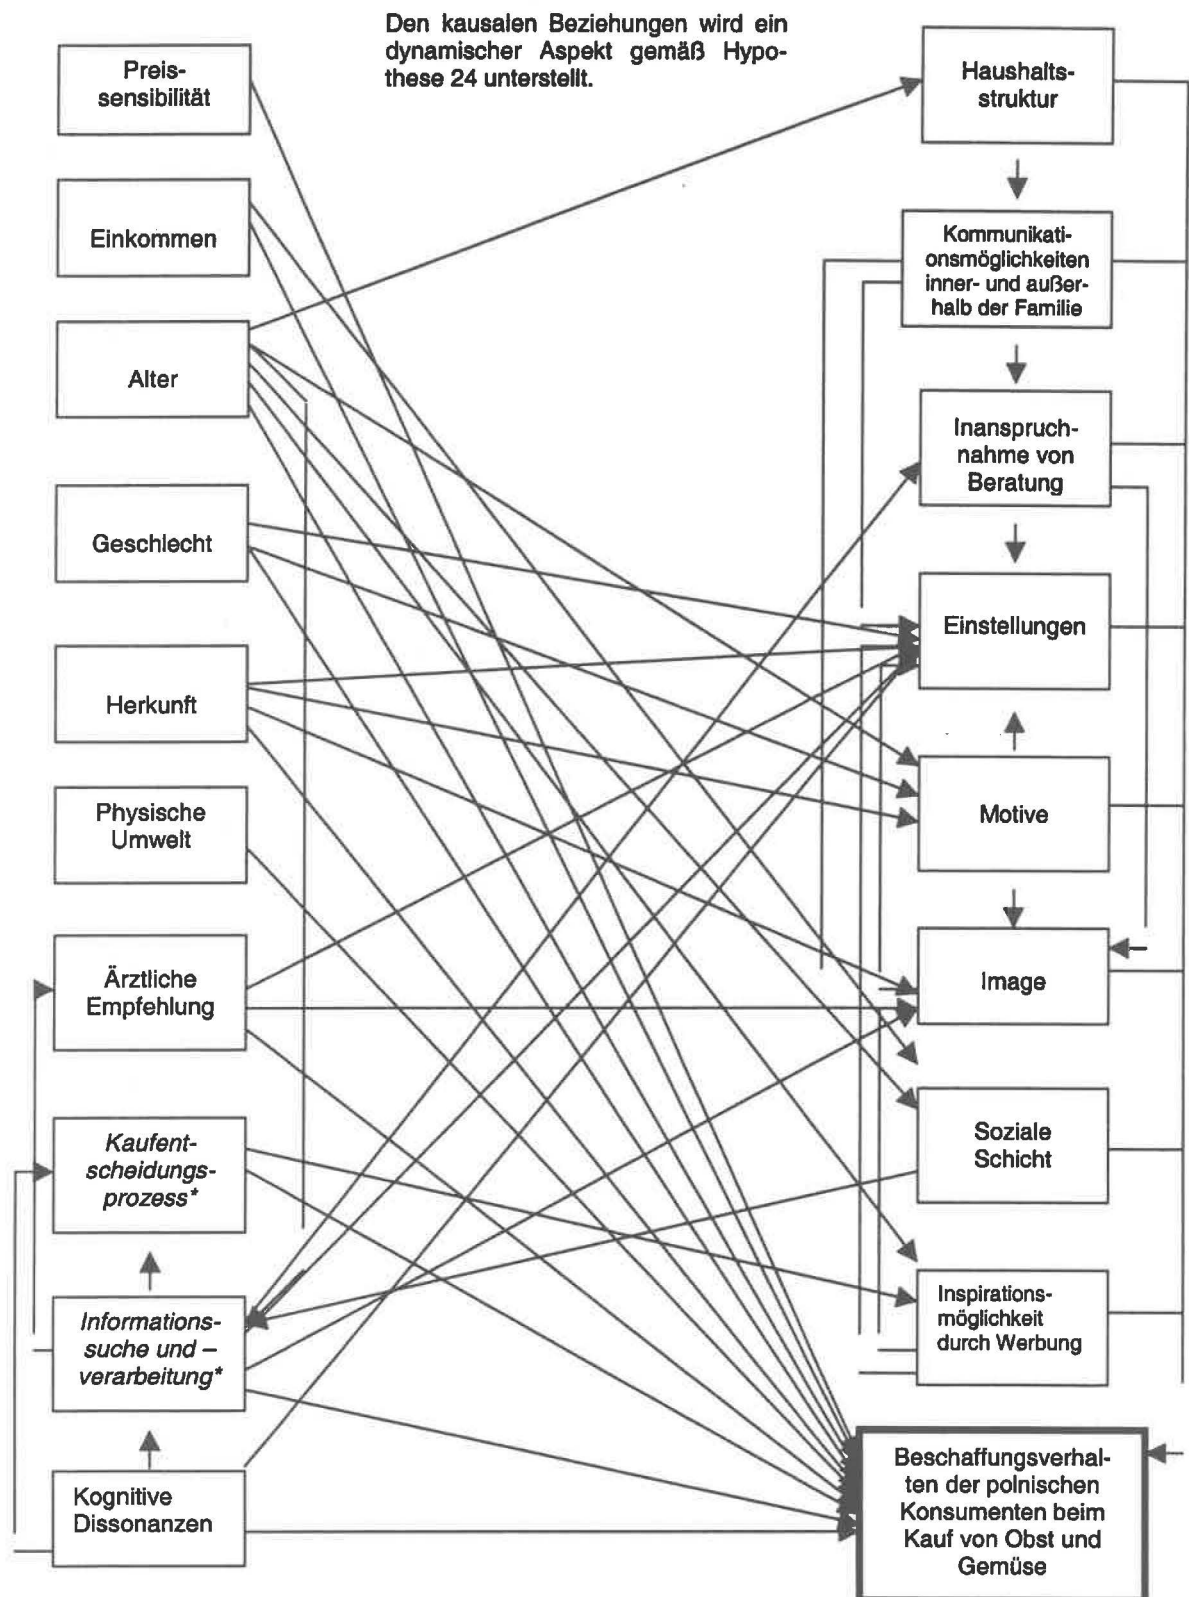 Den kausalen Beziehungen wird ein
dynamischer Aspekt gemäß Hypo-
these 24 unterstellt.
Preis-
sensibilität
Einkommen
Alter
Geschlecht
Herkunft
Physische
Umwelt
Ärztliche
Empfehlung
Kaufent-
scheidungs-
prozess*
Informations-
suche und –
verarbeitung*
Kognitive
Dissonanzen
Haushalts-
struktur
Kommunikati-
onsmöglichkeiten
inner- und außer-
halb der Familie
Inanspruch-
nahme von
Beratung
Einstellungen
Motive
Image
Soziale
Schicht
Inspirations-
möglichkeit
durch Werbung
Beschaffungsverhal-
ten der polnischen
Konsumenten beim
Kauf von Obst und
Gemüse